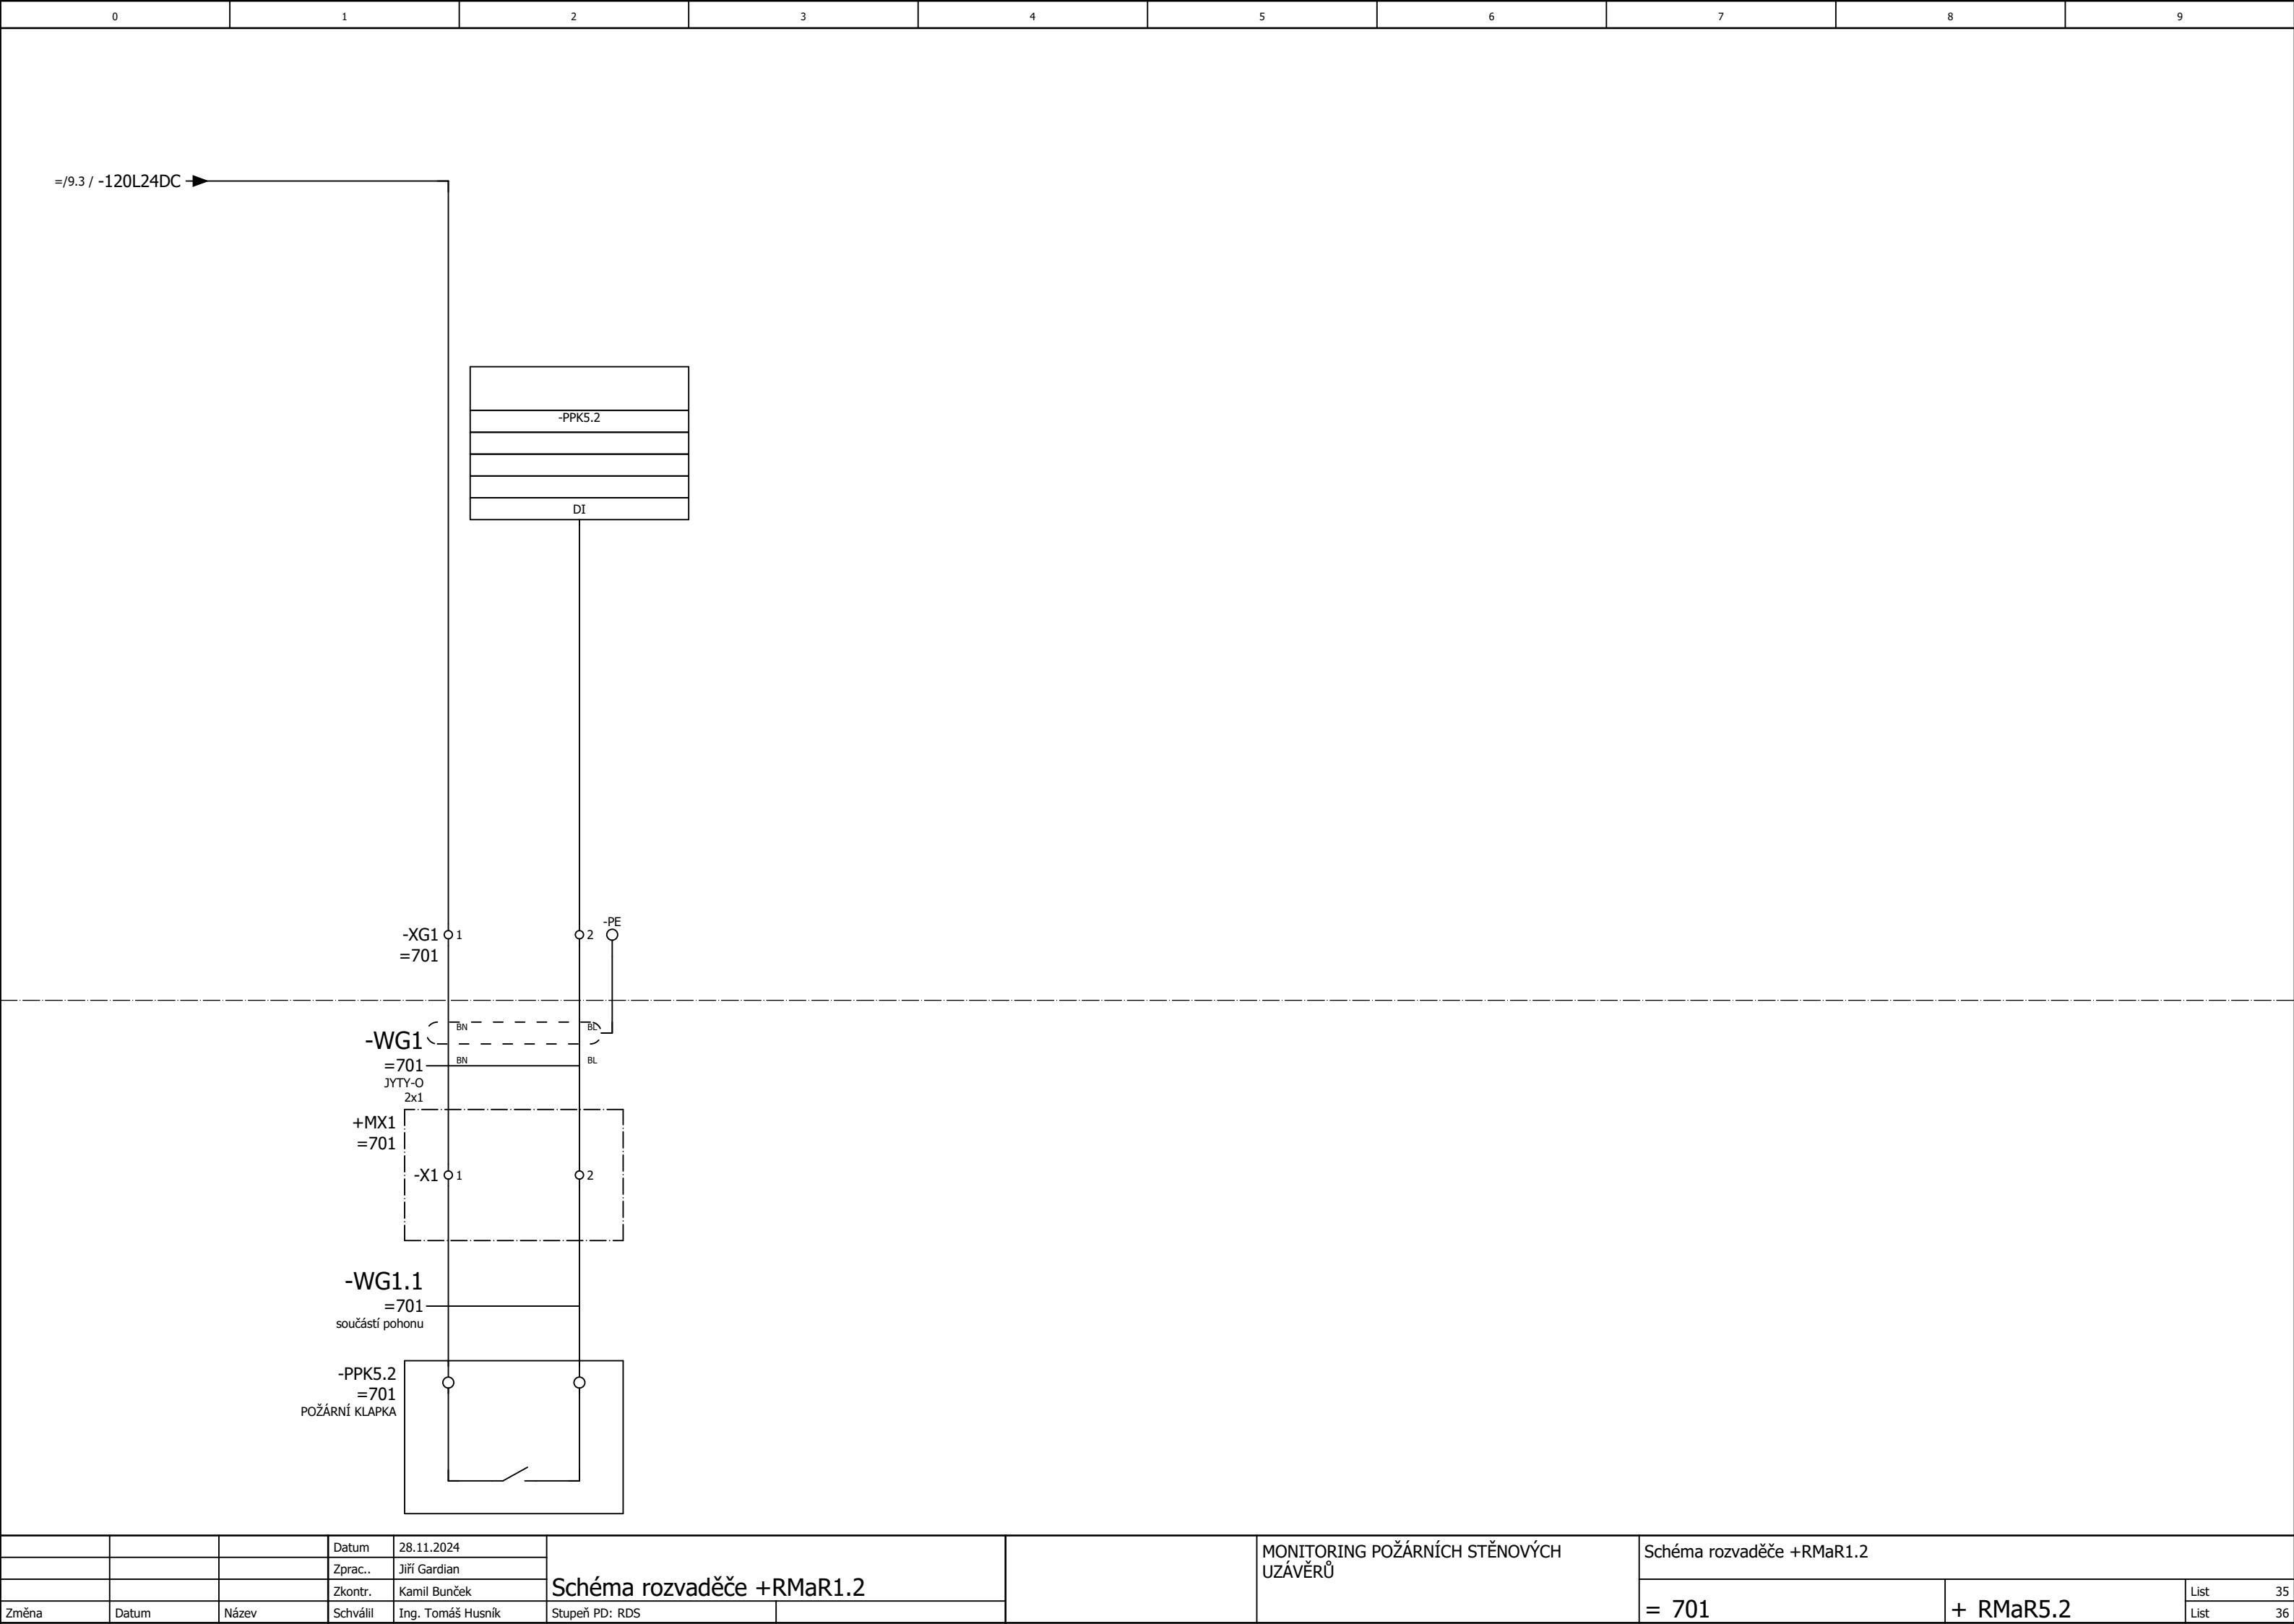 0 1 2 3 4 5 6 7 8 9
=/9.3 / -120L24DC
-PPK5.2
DI
-PE
-XG1 1 2
=701
BN BL
-WG1
=701 BN BL
JYTY-O
2x1
+MX1
=701
-X1 1 2
-WG1.1
=701
součástí pohonu
-PPK5.2
=701
POŽÁRNÍ KLAPKA
Datum 28.11.2024
Zprac.. Jiří Gardian
Zkontr. Kamil Bunček
Změna Datum Název Schválil Ing. Tomáš Husník
Schéma rozvaděče +RMaR1.2
Stupeň PD: RDS
MONITORING POŽÁRNÍCH STĚNOVÝCH
UZÁVĚRŮ
Schéma rozvaděče +RMaR1.2
= 701
+ RMaR5.2
List 35
List 36